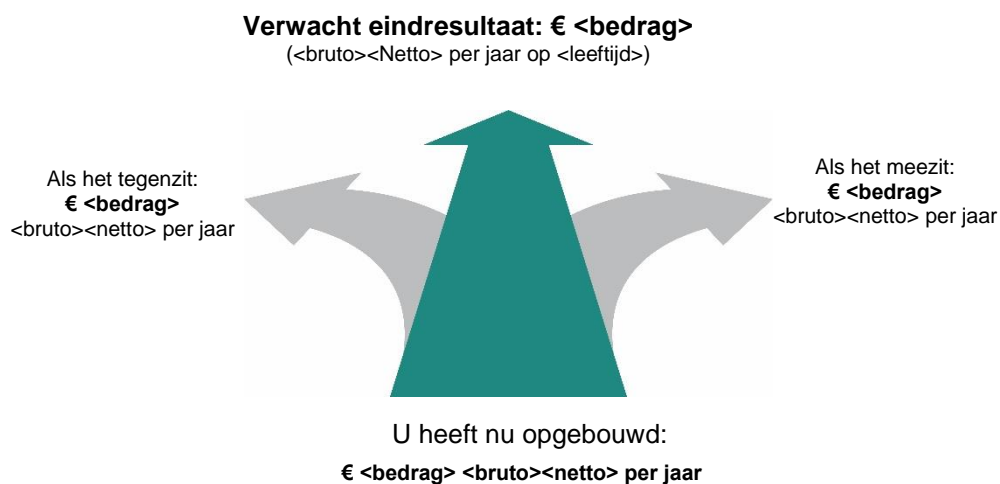 Verwacht eindresultaat: € <bedrag>
(<bruto><Netto> per jaar op <leeftijd>)
Als het tegenzit:
€ <bedrag>
<bruto><netto> per jaar
Als het meezit:
€ <bedrag>
<bruto><netto> per jaar
U heeft nu opgebouwd:
€ <bedrag> <bruto><netto> per jaar